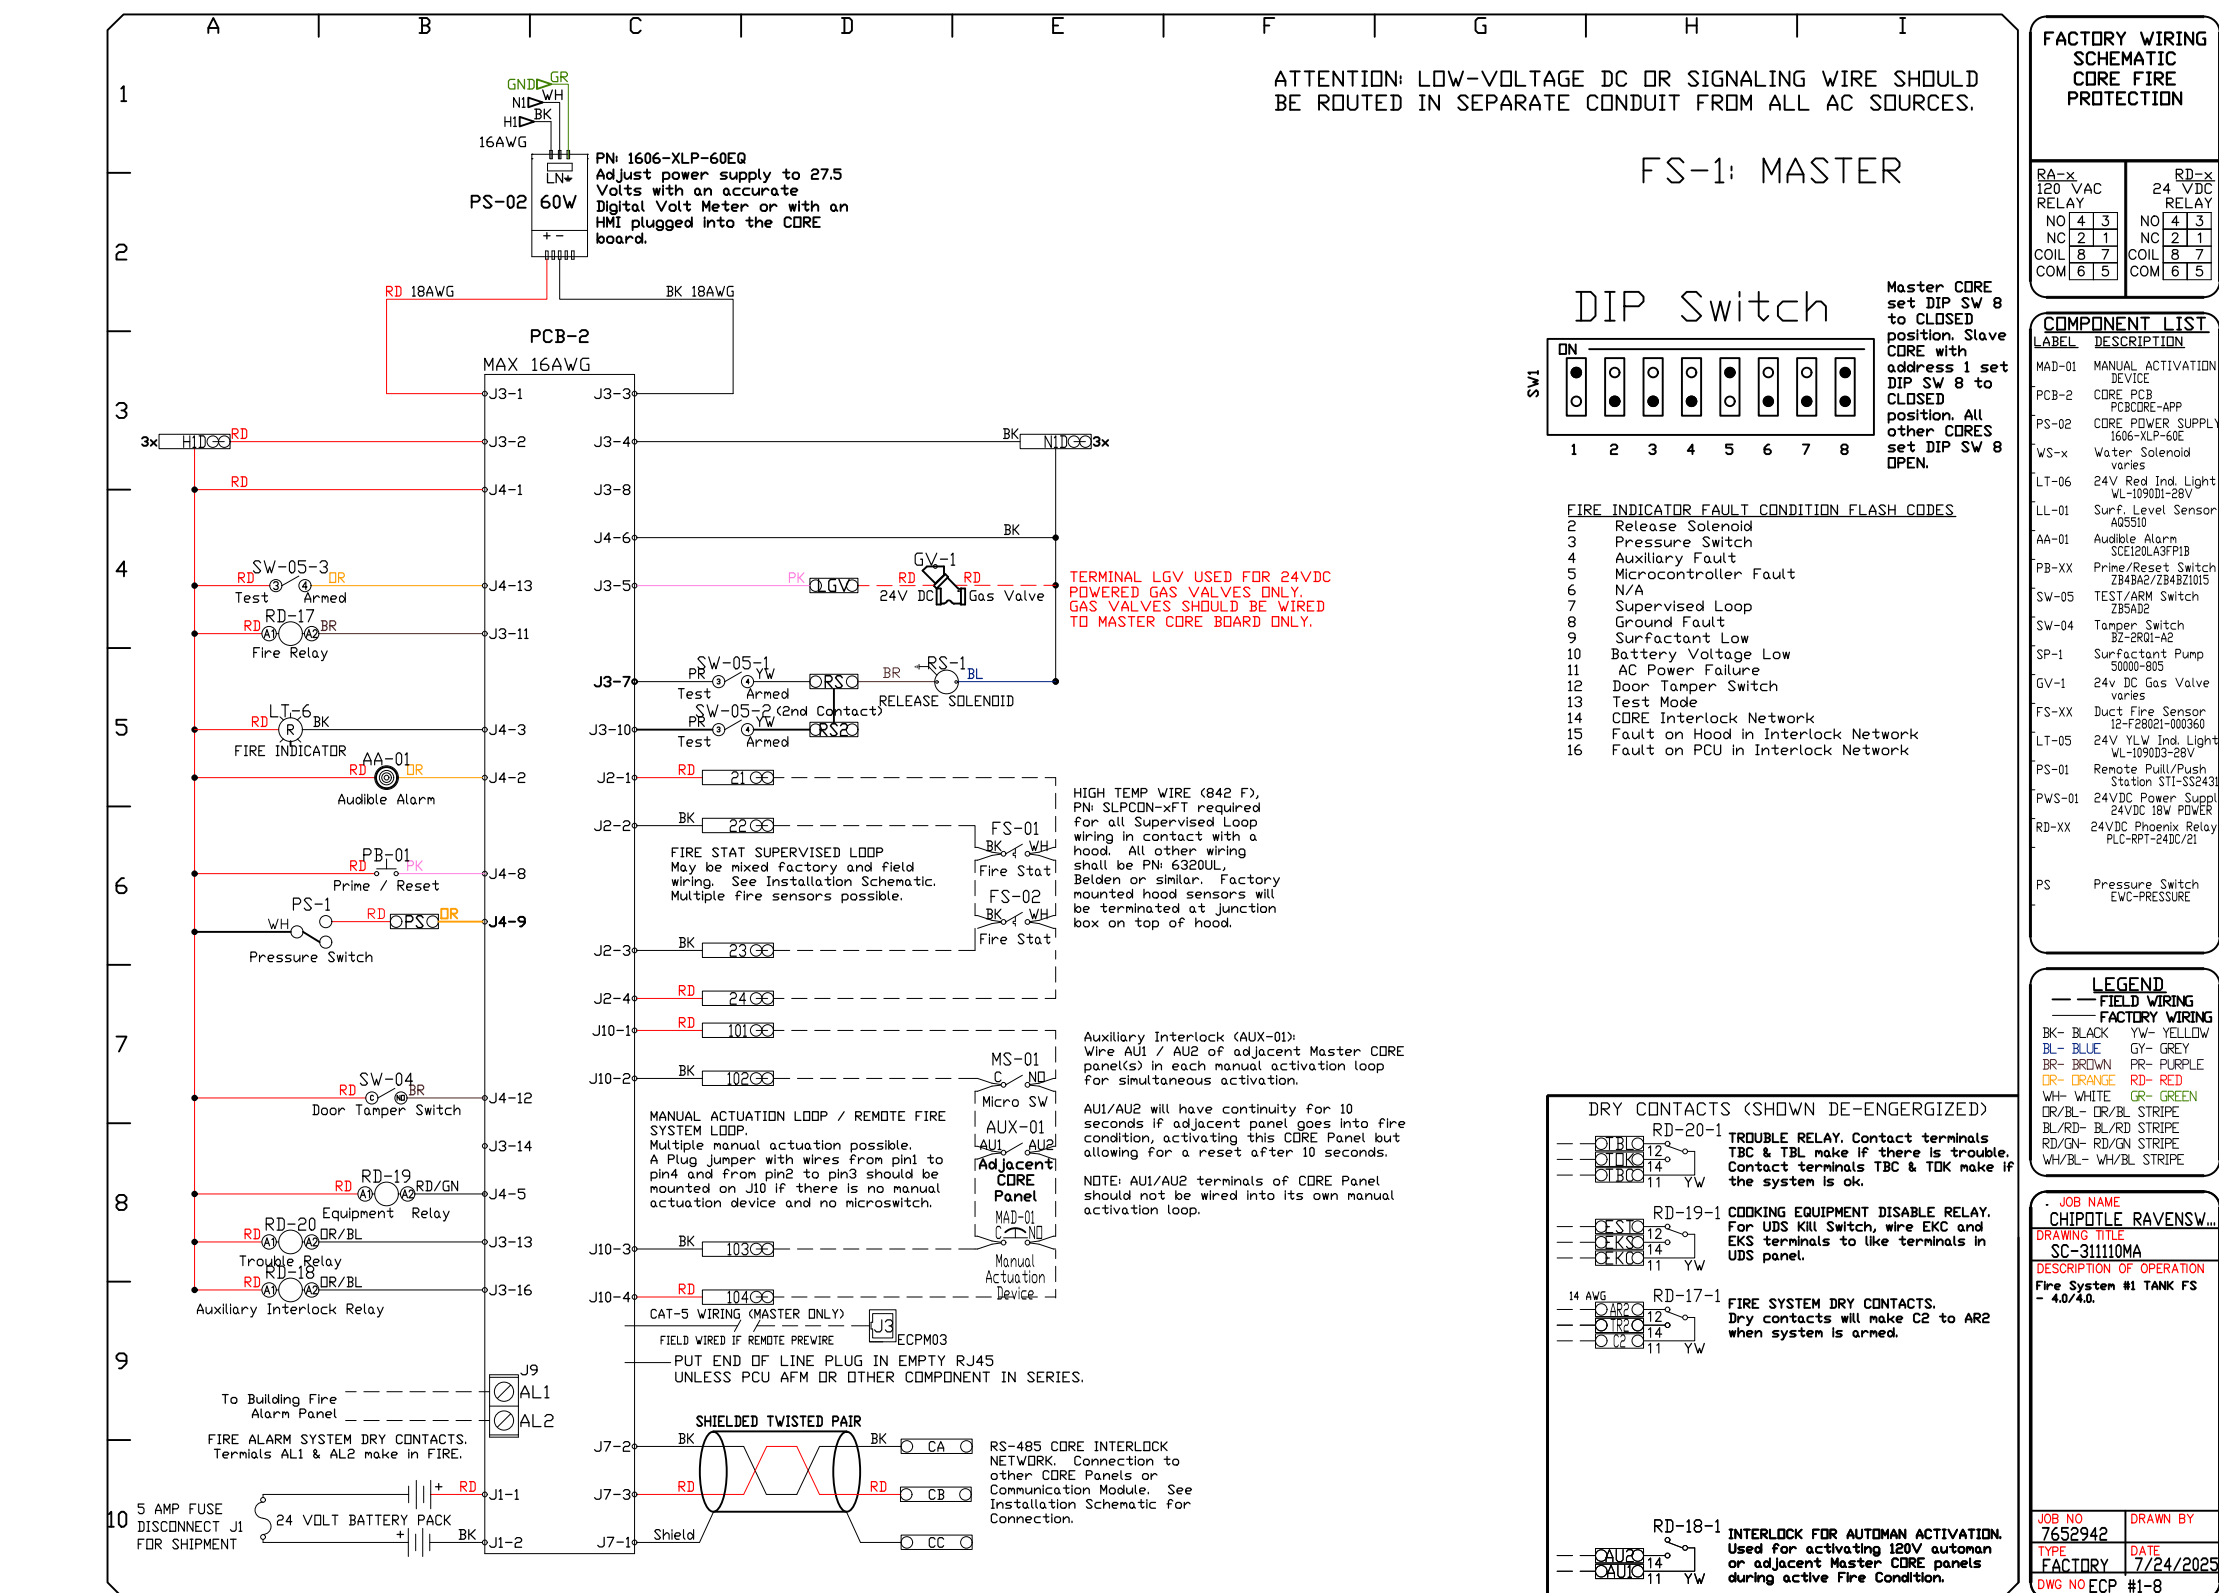 A B C D E F G H I
1
2
3
4
5
6
7
8
9
10
ATTENTION: LOW-VOLTAGE DC OR SIGNALING WIRE SHOULD
BE ROUTED IN SEPARATE CONDUIT FROM ALL AC SOURCES.
FS-1: MASTER
GND GR
N1 WH
H1 BK
16AWG
LN
PS-02 60W
+ -
PN: 1606-XLP-60EQ
Adjust power supply to 27.5
Volts with an accurate
Digital Volt Meter or with an
HMI plugged into the CORE
board.
RD 18AWG
BK 18AWG
PCB-2
MAX 16AWG
J3-1 J3-3
3x H1D RD J3-2 J3-4 BK N1D 3x
RD J4-1 J3-8
J4-6 BK
SW-05-3
RD 3 4 OR J4-13
Test Armed
J3-5 PK LGV RD GV-1 RD
24V DC Gas Valve
TERMINAL LGV USED FOR 24VDC
POWERED GAS VALVES ONLY.
GAS VALVES SHOULD BE WIRED
TO MASTER CORE BOARD ONLY.
RD-17
RD A1 A2 BR J3-11
Fire Relay
SW-05-1
J3-7 PR 3 4 YW RS BR RS-1 BL
Test Armed
RELEASE SOLENOID
SW-05-2 (2nd Contact)
J3-10 PR 3 4 YW RS2
Test Armed
LT-6
RD R BK J4-3
FIRE INDICATOR
AA-01
RD OR J4-2
Audible Alarm
J2-1 RD 21
J2-2 BK 22
FIRE STAT SUPERVISED LOOP
May be mixed factory and field
wiring. See Installation Schematic.
Multiple fire sensors possible.
FS-01
BK WH
Fire Stat
FS-02
BK WH
Fire Stat
HIGH TEMP WIRE (842 F),
PN: SLPCON-xFT required
for all Supervised Loop
wiring in contact with a
hood. All other wiring
shall be PN: 6320UL,
Belden or similar. Factory
mounted hood sensors will
be terminated at junction
box on top of hood.
PB-01
RD PK J4-8
Prime / Reset
PS-1
WH RD PS OR J4-9
Pressure Switch
J2-3 BK 23
J2-4 RD 24
J10-1 RD 101
J10-2 BK 102
MS-01
C NO
Micro SW
AUX-01
AU1 AU2
Adjacent
CORE
Panel
MAD-01
C NO
Manual
Actuation
Device
Auxiliary Interlock (AUX-01):
Wire AU1 / AU2 of adjacent Master CORE
panel(s) in each manual activation loop
for simultaneous activation.
AU1/AU2 will have continuity for 10
seconds if adjacent panel goes into fire
condition, activating this CORE Panel but
allowing for a reset after 10 seconds.
NOTE: AU1/AU2 terminals of CORE Panel
should not be wired into its own manual
activation loop.
MANUAL ACTUATION LOOP / REMOTE FIRE
SYSTEM LOOP.
Multiple manual actuation possible.
A Plug jumper with wires from pin1 to
pin4 and from pin2 to pin3 should be
mounted on J10 if there is no manual
actuation device and no microswitch.
SW-04
RD C NO BR J4-12
Door Tamper Switch
J3-14
RD-19
RD A1 A2 RD/GN J4-5
Equipment Relay
RD-20
RD A1 A2 OR/BL J3-13
Trouble Relay
RD-18
RD A1 A2 OR/BL J3-16
Auxiliary Interlock Relay
J10-3 BK 103
J10-4 RD 104
CAT-5 WIRING (MASTER ONLY)
FIELD WIRED IF REMOTE PREWIRE
J3
ECPM03
PUT END OF LINE PLUG IN EMPTY RJ45
UNLESS PCU AFM OR OTHER COMPONENT IN SERIES.
J9
AL1
AL2
To Building Fire
Alarm Panel
FIRE ALARM SYSTEM DRY CONTACTS.
Termials AL1 & AL2 make in FIRE.
5 AMP FUSE
DISCONNECT J1
FOR SHIPMENT
24 VOLT BATTERY PACK
+ RD J1-1
+ BK J1-2
SHIELDED TWISTED PAIR
J7-2 BK BK CA
J7-3 RD RD CB
J7-1 Shield CC
RS-485 CORE INTERLOCK
NETWORK. Connection to
other CORE Panels or
Communication Module. See
Installation Schematic for
Connection.
DIP Switch
SW1
ON
1 2 3 4 5 6 7 8
Master CORE
set DIP SW 8
to CLOSED
position. Slave
CORE with
address 1 set
DIP SW 8 to
CLOSED
position. All
other CORES
set DIP SW 8
OPEN.
FIRE INDICATOR FAULT CONDITION FLASH CODES
2 Release Solenoid
3 Pressure Switch
4 Auxiliary Fault
5 Microcontroller Fault
6 N/A
7 Supervised Loop
8 Ground Fault
9 Surfactant Low
10 Battery Voltage Low
11 AC Power Failure
12 Door Tamper Switch
13 Test Mode
14 CORE Interlock Network
15 Fault on Hood in Interlock Network
16 Fault on PCU in Interlock Network
DRY CONTACTS (SHOWN DE-ENGERGIZED)
RD-20-1
TBL
TOK 12
TBC 14
11 YW
TROUBLE RELAY. Contact terminals
TBC & TBL make if there is trouble.
Contact terminals TBC & TOK make if
the system is ok.
RD-19-1
EST
EKS 12
EKC 14
11 YW
COOKING EQUIPMENT DISABLE RELAY.
For UDS Kill Switch, wire EKC and
EKS terminals to like terminals in
UDS panel.
14 AWG
RD-17-1
AR2
TR2 12
C2 14
11 YW
FIRE SYSTEM DRY CONTACTS.
Dry contacts will make C2 to AR2
when system is armed.
RD-18-1
AU2
AU1 14
11 YW
INTERLOCK FOR AUTOMAN ACTIVATION.
Used for activating 120V automan
or adjacent Master CORE panels
during active Fire Condition.
FACTORY WIRING
SCHEMATIC
CORE FIRE
PROTECTION
RA-x RD-x
120 VAC 24 VDC
RELAY RELAY
NO 4 3 NO 4 3
NC 2 1 NC 2 1
COIL 8 7 COIL 8 7
COM 6 5 COM 6 5
COMPONENT LIST
LABEL DESCRIPTION
MAD-01 MANUAL ACTIVATION
DEVICE
PCB-2 CORE PCB
PCBCORE-APP
PS-02 CORE POWER SUPPLY
1606-XLP-60E
WS-x Water Solenoid
varies
LT-06 24V Red Ind. Light
WL-1090D1-28V
LL-01 Surf. Level Sensor
AQ5510
AA-01 Audible Alarm
SCE120LA3FP1B
PB-XX Prime/Reset Switch
ZB4BA2/ZB4BZ1015
SW-05 TEST/ARM Switch
ZB5AD2
SW-04 Tamper Switch
BZ-2RQ1-A2
SP-1 Surfactant Pump
50000-805
GV-1 24v DC Gas Valve
varies
FS-XX Duct Fire Sensor
12-F28021-000360
LT-05 24V YLW Ind. Light
WL-1090D3-28V
PS-01 Remote Puill/Push
Station STI-SS2431
PWS-01 24VDC Power Suppl
24VDC 18W POWER
RD-XX 24VDC Phoenix Relay
PLC-RPT-24DC/21
PS Pressure Switch
EWC-PRESSURE
LEGEND
FIELD WIRING
FACTORY WIRING
BK- BLACK YW- YELLOW
BL- BLUE GY- GREY
BR- BROWN PR- PURPLE
OR- ORANGE RD- RED
WH- WHITE GR- GREEN
OR/BL- OR/BL STRIPE
BL/RD- BL/RD STRIPE
RD/GN- RD/GN STRIPE
WH/BL- WH/BL STRIPE
JOB NAME
CHIPOTLE RAVENSW...
DRAWING TITLE
SC-311110MA
DESCRIPTION OF OPERATION
Fire System #1 TANK FS
- 4.0/4.0.
JOB NO DRAWN BY
7652942
TYPE DATE
FACTORY 7/24/2025
DWG NO ECP #1-8